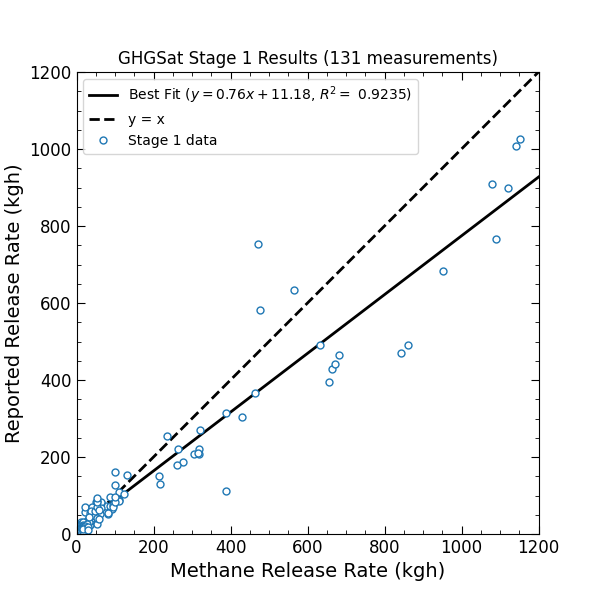 GHGSat Stage 1 Results (131 measurements)
Best Fit (y = 0.76x + 11.18, R² = 0.9235)
y = x
Stage 1 data
Reported Release Rate (kgh)
1200
1000
800
600
400
200
0
0 200 400 600 800 1000 1200
Methane Release Rate (kgh)